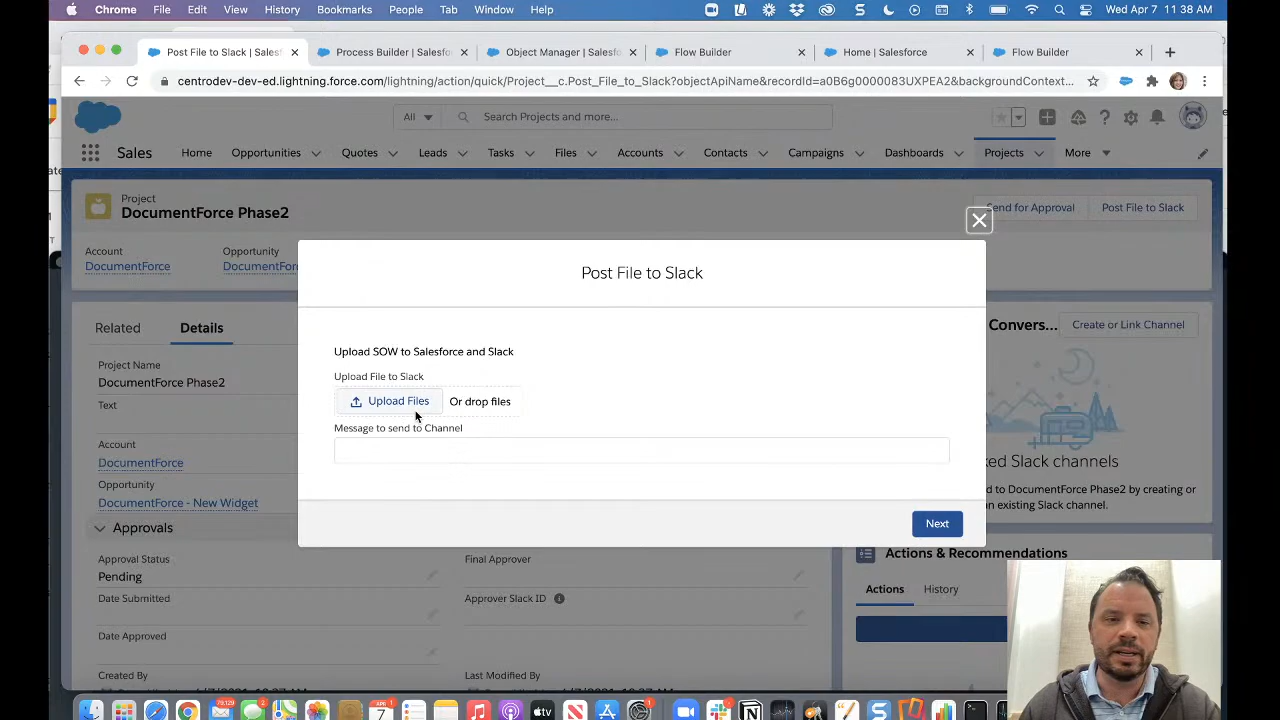 Chrome File Edit View History Bookmarks People Tab Window Help Wed Apr 7 11:38 AM
Post File to Slack | Salesf Process Builder | Salesfo Object Manager | Salesfo Flow Builder Home | Salesforce Flow Builder
centrodev-dev-ed.lightning.force.com/lightning/action/quick/Project__c.Post_File_to_Slack?objectApiName&recordId=a0B6g0000083UXPEA2&backgroundContext...
All Search Projects and more...
Sales Home Opportunities Quotes Leads Tasks Files Accounts Contacts Campaigns Dashboards Projects More
Project
DocumentForce Phase2
Send for Approval Post File to Slack
Account Opportunity
DocumentForce DocumentFor
Post File to Slack
Related Details
Convers... Create or Link Channel
Upload SOW to Salesforce and Slack
Project Name
Upload File to Slack
DocumentForce Phase2
Upload Files Or drop files
Text
Message to send to Channel
Account
DocumentForce
ked Slack channels
Opportunity
d to DocumentForce Phase2 by creating or
DocumentForce - New Widget
an existing Slack channel.
Next
Approvals
Actions & Recommendations
Approval Status Final Approver
Pending
Actions History
Date Submitted Approver Slack ID
Date Approved
Created By Last Modified By